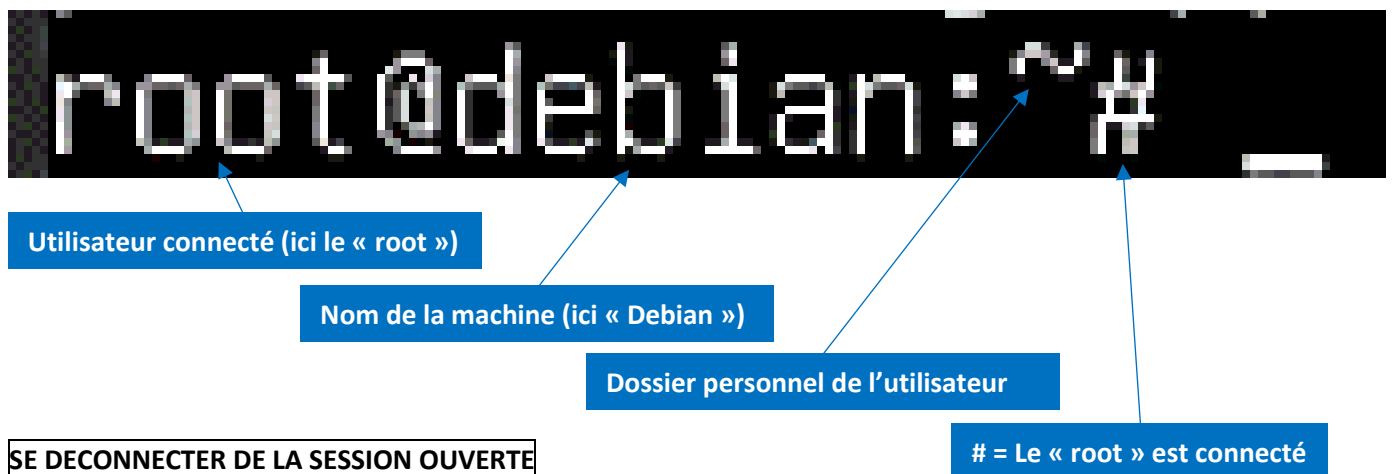 root@debian:~# _
Utilisateur connecté (ici le « root »)
Nom de la machine (ici « Debian »)
Dossier personnel de l’utilisateur
# = Le « root » est connecté
SE DECONNECTER DE LA SESSION OUVERTE